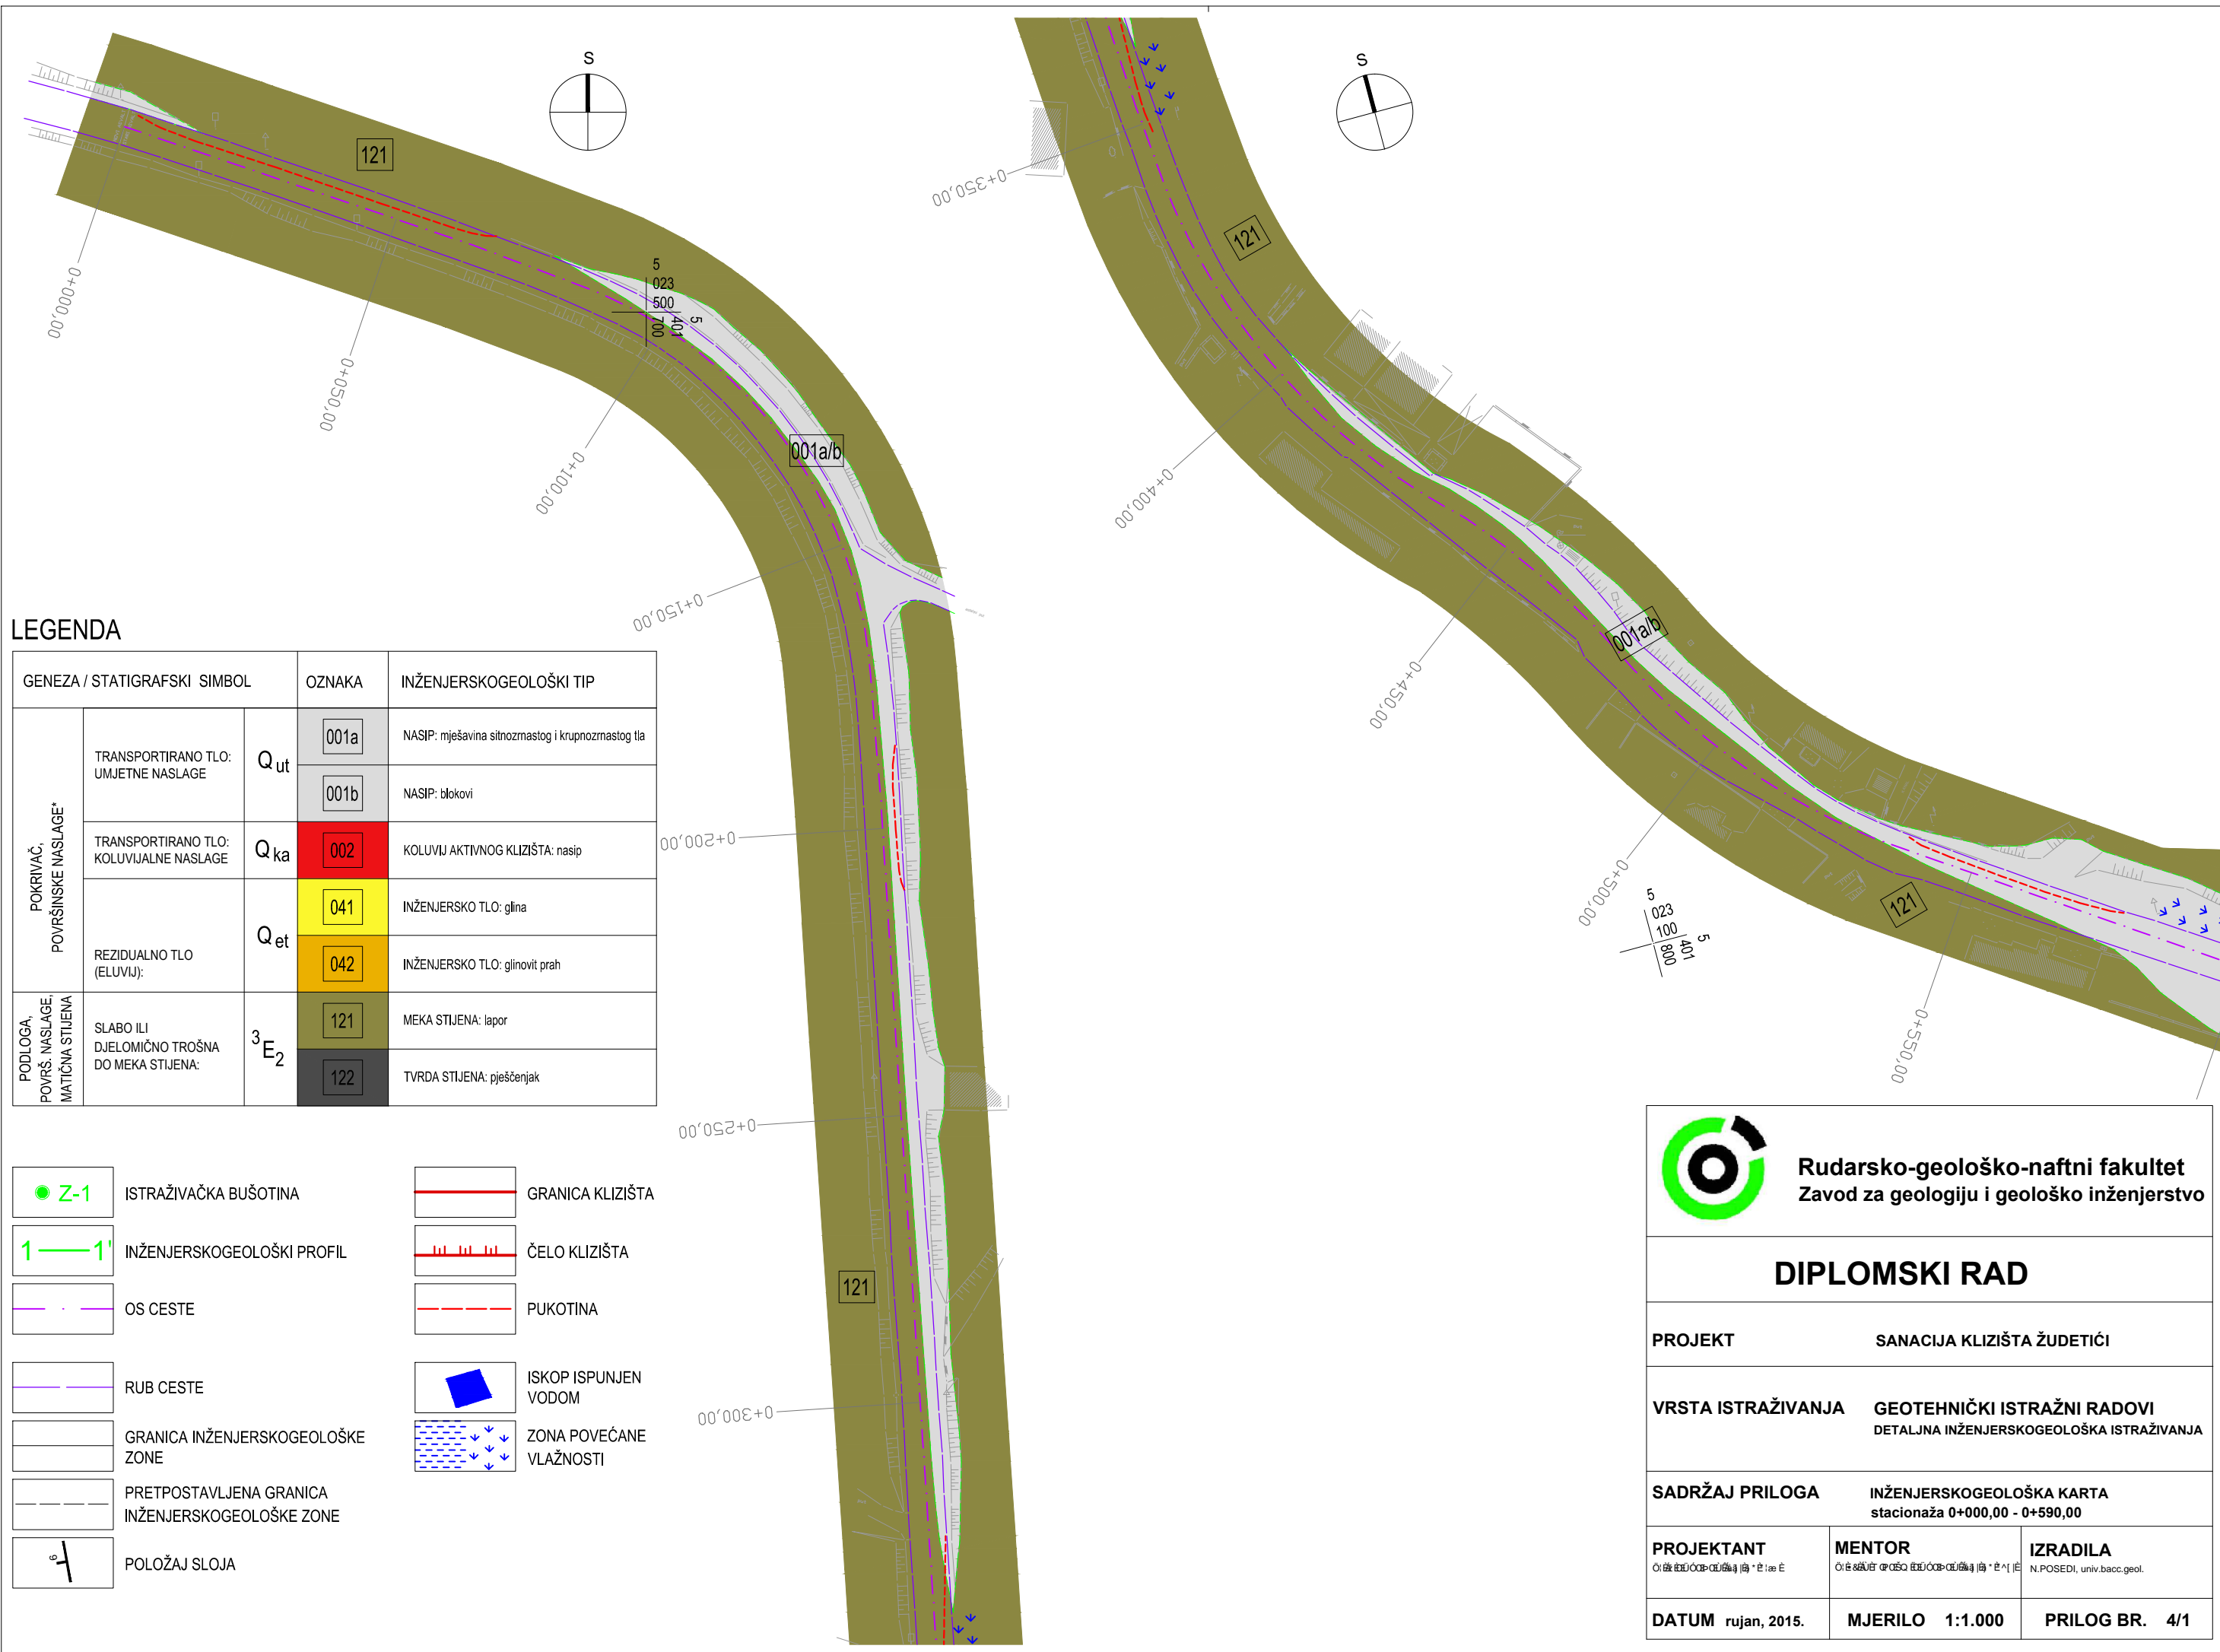 S
S
121
0+000,00
0+050,00
0+100,00
5
023
500
5
401
700
001a/b
0+150,00
0+200,00
0+250,00
121
0+300,00
0+350,00
121
0+400,00
0+450,00
001a/b
0+500,00
5
023
100
5
401
800
121
0+550,00
LEGENDA
GENEZA / STATIGRAFSKI SIMBOL
OZNAKA
INŽENJERSKOGEOLOŠKI TIP
POKRIVAČ,
POVRŠINSKE NASLAGE*
TRANSPORTIRANO TLO:
UMJETNE NASLAGE
Q ut
001a
NASIP: mješavina sitnozrnastog i krupnozrnastog tla
001b
NASIP: blokovi
TRANSPORTIRANO TLO:
KOLUVIJALNE NASLAGE
Q ka
002
KOLUVIJ AKTIVNOG KLIZIŠTA: nasip
REZIDUALNO TLO
(ELUVIJ):
Q et
041
INŽENJERSKO TLO: glina
042
INŽENJERSKO TLO: glinovit prah
PODLOGA,
POVRŠ. NASLAGE,
MATIČNA STIJENA
SLABO ILI
DJELOMIČNO TROŠNA
DO MEKA STIJENA:
3E2
121
MEKA STIJENA: lapor
122
TVRDA STIJENA: pješčenjak
Z-1
ISTRAŽIVAČKA BUŠOTINA
1 1'
INŽENJERSKOGEOLOŠKI PROFIL
OS CESTE
RUB CESTE
GRANICA INŽENJERSKOGEOLOŠKE
ZONE
PRETPOSTAVLJENA GRANICA
INŽENJERSKOGEOLOŠKE ZONE
POLOŽAJ SLOJA
GRANICA KLIZIŠTA
ČELO KLIZIŠTA
PUKOTINA
ISKOP ISPUNJEN
VODOM
ZONA POVEĆANE
VLAŽNOSTI
Rudarsko-geološko-naftni fakultet
Zavod za geologiju i geološko inženjerstvo
DIPLOMSKI RAD
PROJEKT SANACIJA KLIZIŠTA ŽUDETIĆI
VRSTA ISTRAŽIVANJA GEOTEHNIČKI ISTRAŽNI RADOVI
DETALJNA INŽENJERSKOGEOLOŠKA ISTRAŽIVANJA
SADRŽAJ PRILOGA INŽENJERSKOGEOLOŠKA KARTA
stacionaža 0+000,00 - 0+590,00
PROJEKTANT
MENTOR
IZRADILA
N.POSEDI, univ.bacc.geol.
DATUM rujan, 2015.
MJERILO 1:1.000
PRILOG BR. 4/1